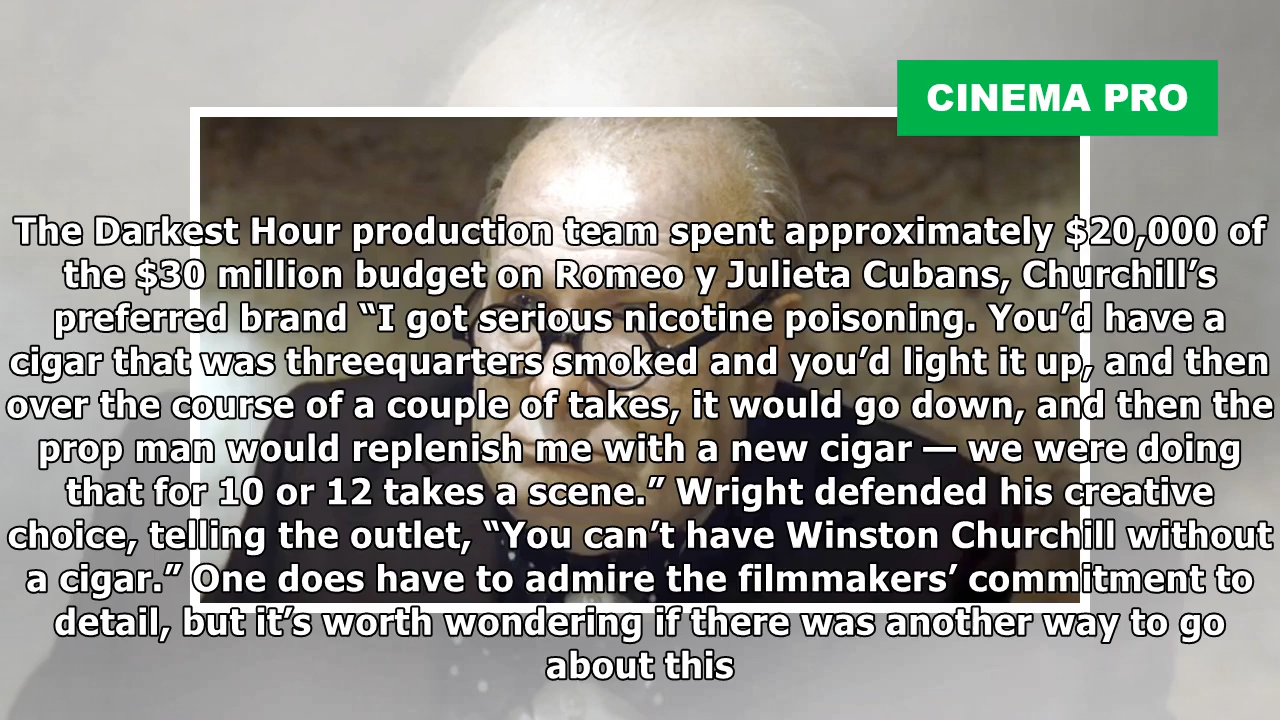 CINEMA PRO
The Darkest Hour production team spent approximately $20,000 of
the $30 million budget on Romeo y Julieta Cubans, Churchill’s
preferred brand “I got serious nicotine poisoning. You’d have a
cigar that was threequarters smoked and you’d light it up, and then
over the course of a couple of takes, it would go down, and then the
prop man would replenish me with a new cigar — we were doing
that for 10 or 12 takes a scene.” Wright defended his creative
choice, telling the outlet, “You can’t have Winston Churchill without
a cigar.” One does have to admire the filmmakers’ commitment to
detail, but it’s worth wondering if there was another way to go
about this